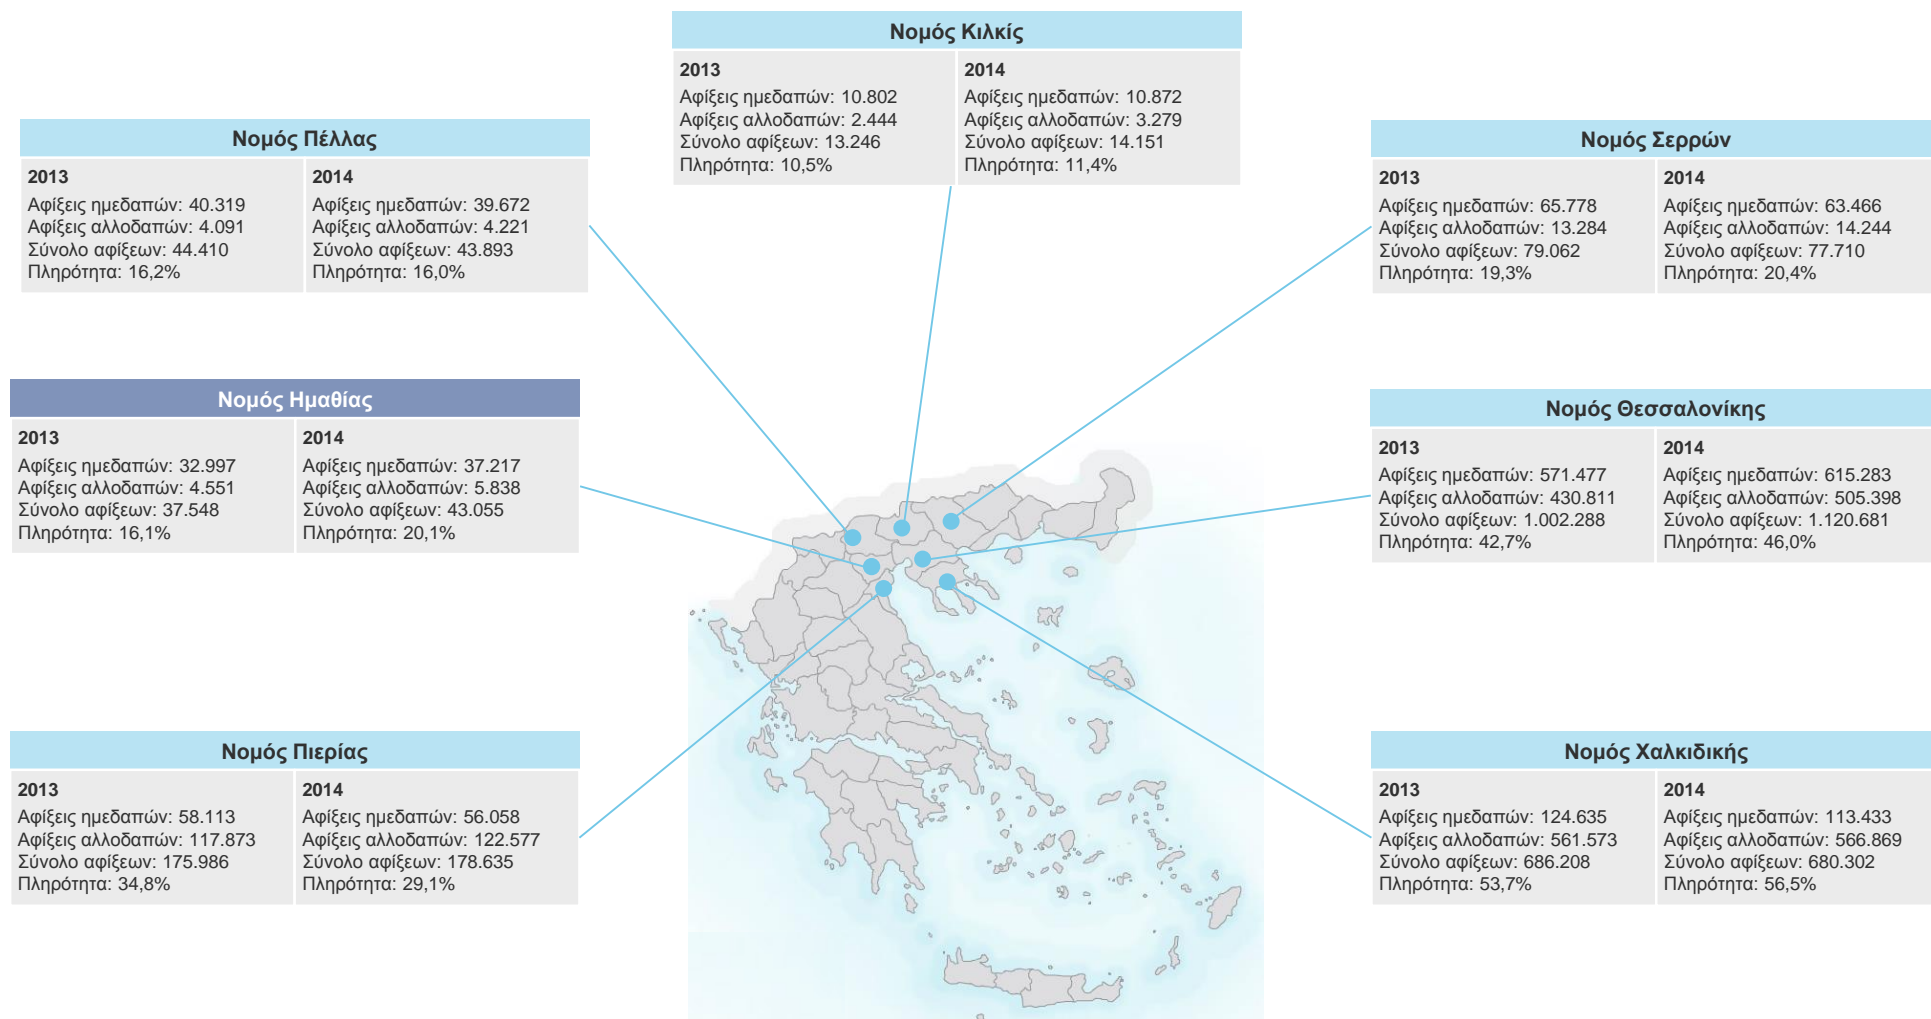 Νομός Κιλκίς
2013
Αφίξεις ημεδαπών: 10.802
Αφίξεις αλλοδαπών: 2.444
Σύνολο αφίξεων: 13.246
Πληρότητα: 10,5%
2014
Αφίξεις ημεδαπών: 10.872
Αφίξεις αλλοδαπών: 3.279
Σύνολο αφίξεων: 14.151
Πληρότητα: 11,4%
Νομός Πέλλας
2013
Αφίξεις ημεδαπών: 40.319
Αφίξεις αλλοδαπών: 4.091
Σύνολο αφίξεων: 44.410
Πληρότητα: 16,2%
2014
Αφίξεις ημεδαπών: 39.672
Αφίξεις αλλοδαπών: 4.221
Σύνολο αφίξεων: 43.893
Πληρότητα: 16,0%
Νομός Σερρών
2013
Αφίξεις ημεδαπών: 65.778
Αφίξεις αλλοδαπών: 13.284
Σύνολο αφίξεων: 79.062
Πληρότητα: 19,3%
2014
Αφίξεις ημεδαπών: 63.466
Αφίξεις αλλοδαπών: 14.244
Σύνολο αφίξεων: 77.710
Πληρότητα: 20,4%
Νομός Ημαθίας
2013
Αφίξεις ημεδαπών: 32.997
Αφίξεις αλλοδαπών: 4.551
Σύνολο αφίξεων: 37.548
Πληρότητα: 16,1%
2014
Αφίξεις ημεδαπών: 37.217
Αφίξεις αλλοδαπών: 5.838
Σύνολο αφίξεων: 43.055
Πληρότητα: 20,1%
Νομός Θεσσαλονίκης
2013
Αφίξεις ημεδαπών: 571.477
Αφίξεις αλλοδαπών: 430.811
Σύνολο αφίξεων: 1.002.288
Πληρότητα: 42,7%
2014
Αφίξεις ημεδαπών: 615.283
Αφίξεις αλλοδαπών: 505.398
Σύνολο αφίξεων: 1.120.681
Πληρότητα: 46,0%
Νομός Πιερίας
2013
Αφίξεις ημεδαπών: 58.113
Αφίξεις αλλοδαπών: 117.873
Σύνολο αφίξεων: 175.986
Πληρότητα: 34,8%
2014
Αφίξεις ημεδαπών: 56.058
Αφίξεις αλλοδαπών: 122.577
Σύνολο αφίξεων: 178.635
Πληρότητα: 29,1%
Νομός Χαλκιδικής
2013
Αφίξεις ημεδαπών: 124.635
Αφίξεις αλλοδαπών: 561.573
Σύνολο αφίξεων: 686.208
Πληρότητα: 53,7%
2014
Αφίξεις ημεδαπών: 113.433
Αφίξεις αλλοδαπών: 566.869
Σύνολο αφίξεων: 680.302
Πληρότητα: 56,5%